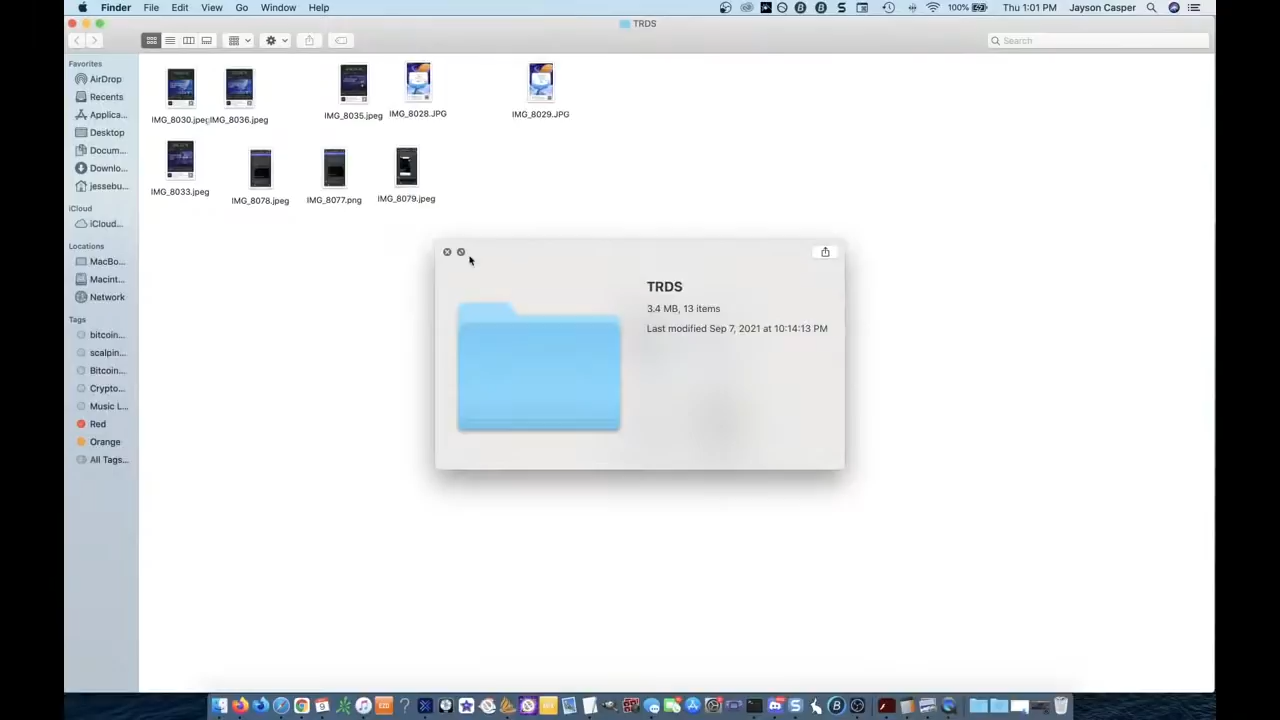 Finder File Edit View Go Window Help 100% Thu 1:01 PM Jayson Casper
TRDS
Search
Favorites
AirDrop
Recents
Applica...
Desktop
Docum...
Downlo...
jessebu...
iCloud
iCloud...
Locations
MacBo...
Macint...
Network
Tags
bitcoin...
scalpin...
Bitcoin...
Crypto...
Music L...
Red
Orange
All Tags...
IMG_8030.jpeg IMG_8036.jpeg IMG_8035.jpeg IMG_8028.JPG IMG_8029.JPG
IMG_8033.jpeg IMG_8078.jpeg IMG_8077.png IMG_8079.jpeg
TRDS
3.4 MB, 13 items
Last modified Sep 7, 2021 at 10:14:13 PM